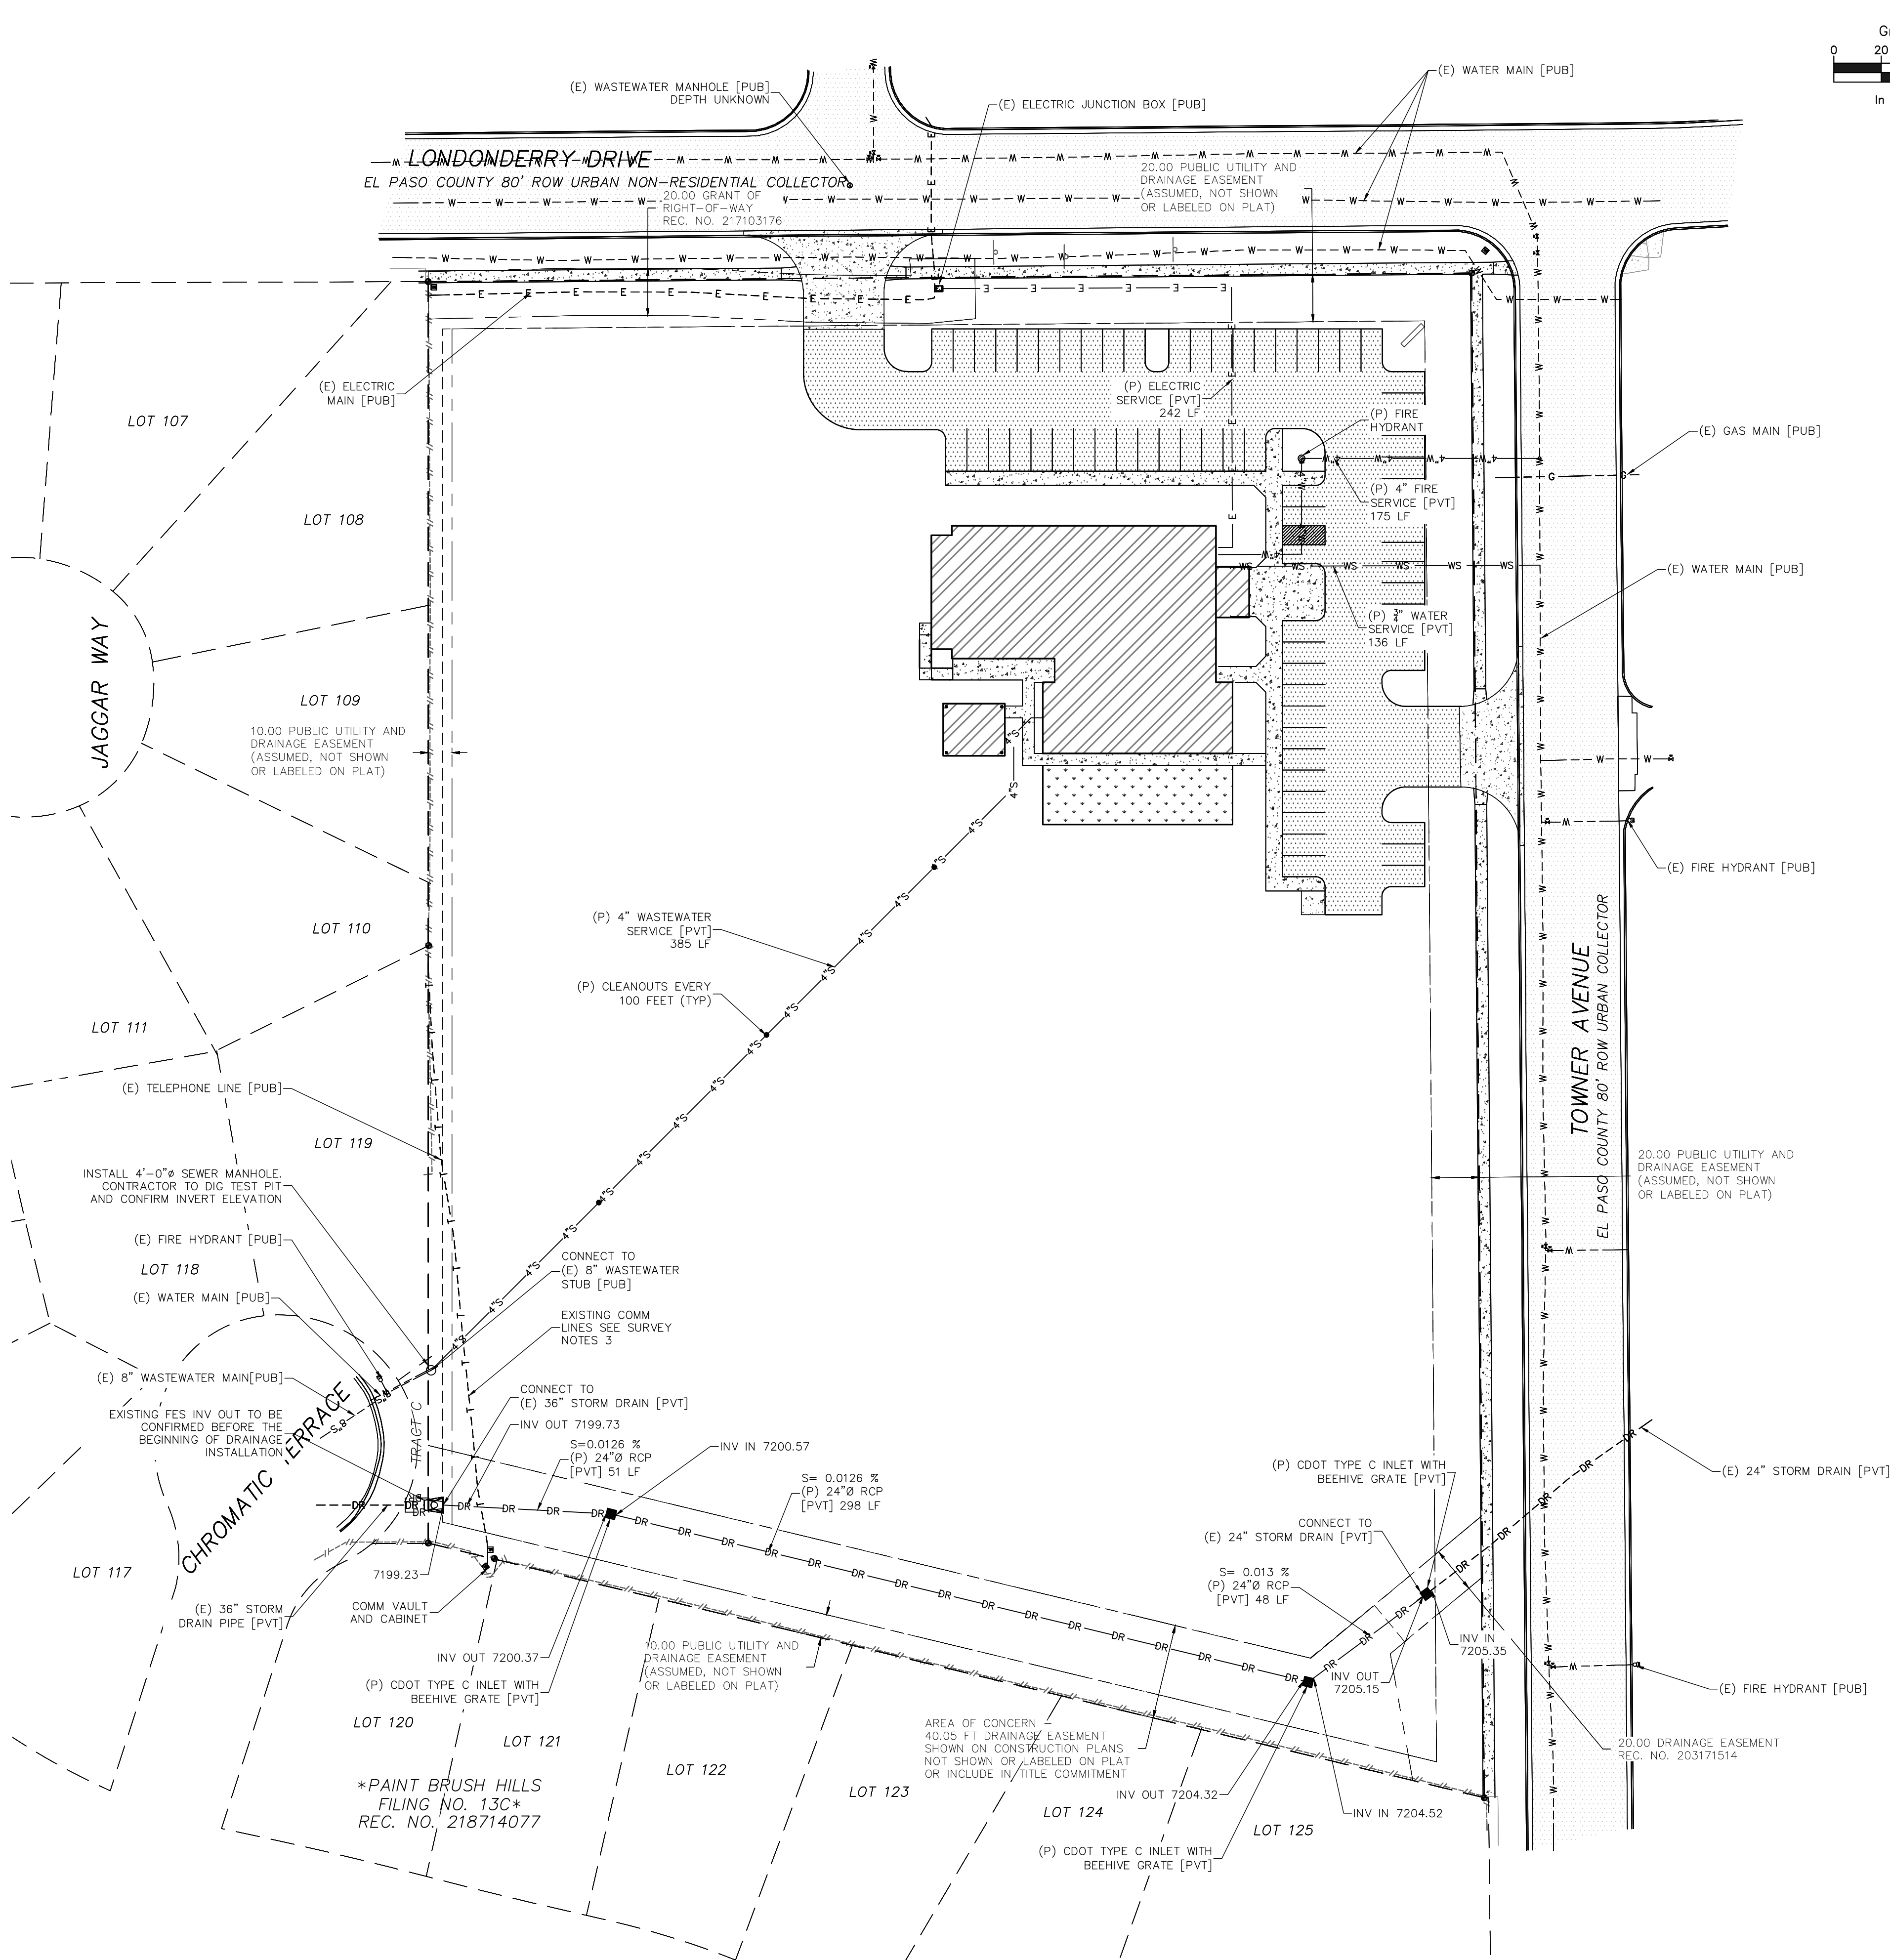 G
0 20
In
(E) WASTEWATER MANHOLE [PUB]
DEPTH UNKNOWN
(E) ELECTRIC JUNCTION BOX [PUB]
(E) WATER MAIN [PUB]
LONDONDERRY DRIVE
EL PASO COUNTY 80' ROW URBAN NON-RESIDENTIAL COLLECTOR
20.00 GRANT OF
RIGHT-OF-WAY
REC. NO. 217103176
20.00 PUBLIC UTILITY AND
DRAINAGE EASEMENT
(ASSUMED, NOT SHOWN
OR LABELED ON PLAT)
(E) ELECTRIC
MAIN [PUB]
LOT 107
(P) ELECTRIC
SERVICE [PVT]
242 LF
(P) FIRE
HYDRANT
(E) GAS MAIN [PUB]
(P) 4" FIRE
SERVICE [PVT]
175 LF
LOT 108
(E) WATER MAIN [PUB]
(P) ¾" WATER
SERVICE [PVT]
136 LF
JAGGAR WAY
LOT 109
10.00 PUBLIC UTILITY AND
DRAINAGE EASEMENT
(ASSUMED, NOT SHOWN
OR LABELED ON PLAT)
(E) FIRE HYDRANT [PUB]
LOT 110
(P) 4" WASTEWATER
SERVICE [PVT]
385 LF
(P) CLEANOUTS EVERY
100 FEET (TYP)
TOWNER AVENUE
EL PASO COUNTY 80' ROW URBAN COLLECTOR
LOT 111
(E) TELEPHONE LINE [PUB]
LOT 119
INSTALL 4'-0"ø SEWER MANHOLE.
CONTRACTOR TO DIG TEST PIT
AND CONFIRM INVERT ELEVATION
20.00 PUBLIC UTILITY AND
DRAINAGE EASEMENT
(ASSUMED, NOT SHOWN
OR LABELED ON PLAT)
(E) FIRE HYDRANT [PUB]
LOT 118
(E) WATER MAIN [PUB]
CONNECT TO
(E) 8" WASTEWATER
STUB [PUB]
EXISTING COMM
LINES SEE SURVEY
NOTES 3
(E) 8" WASTEWATER MAIN[PUB]
EXISTING FES INV OUT TO BE
CONFIRMED BEFORE THE
BEGINNING OF DRAINAGE
INSTALLATION
CHROMATIC TERRACE
TRACT C
CONNECT TO
(E) 36" STORM DRAIN [PVT]
INV OUT 7199.73
S=0.0126 %
(P) 24"Ø RCP
[PVT] 51 LF
INV IN 7200.57
S= 0.0126 %
(P) 24"Ø RCP
[PVT] 298 LF
(P) CDOT TYPE C INLET WITH
BEEHIVE GRATE [PVT]
(E) 24" STORM DRAIN [PVT]
CONNECT TO
(E) 24" STORM DRAIN [PVT]
S= 0.013 %
(P) 24"Ø RCP
[PVT] 48 LF
LOT 117
7199.23
(E) 36" STORM
DRAIN PIPE [PVT]
COMM VAULT
AND CABINET
INV OUT 7200.37
(P) CDOT TYPE C INLET WITH
BEEHIVE GRATE [PVT]
10.00 PUBLIC UTILITY AND
DRAINAGE EASEMENT
(ASSUMED, NOT SHOWN
OR LABELED ON PLAT)
INV IN
7205.35
INV OUT
7205.15
(E) FIRE HYDRANT [PUB]
AREA OF CONCERN -
40.05 FT DRAINAGE EASEMENT
SHOWN ON CONSTRUCTION PLANS
NOT SHOWN OR LABELED ON PLAT
OR INCLUDE IN TITLE COMMITMENT
20.00 DRAINAGE EASEMENT
REC. NO. 203171514
LOT 120
LOT 121
LOT 122
LOT 123
LOT 124
LOT 125
INV OUT 7204.32
INV IN 7204.52
*PAINT BRUSH HILLS
FILING NO. 13C*
REC. NO. 218714077
(P) CDOT TYPE C INLET WITH
BEEHIVE GRATE [PVT]